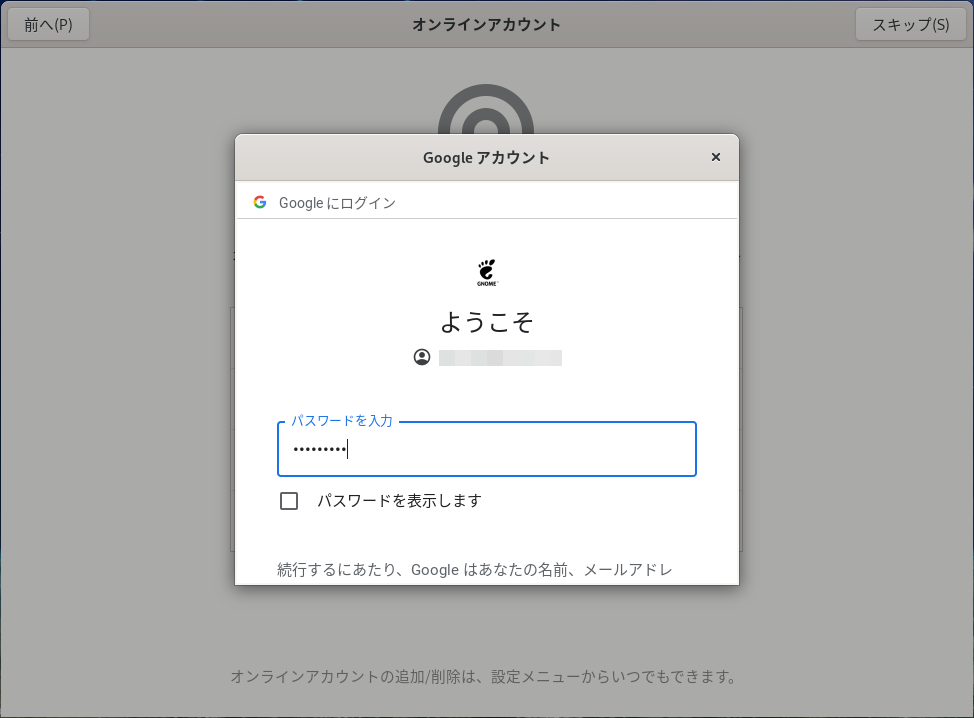 前へ(P)
オンラインアカウント
スキップ(S)
Google アカウント
×
Google にログイン
GNOME
ようこそ
パスワードを入力
•••••••••
パスワードを表示します
続行するにあたり、Google はあなたの名前、メールアドレ
オンラインアカウントの追加/削除は、設定メニューからいつでもできます。